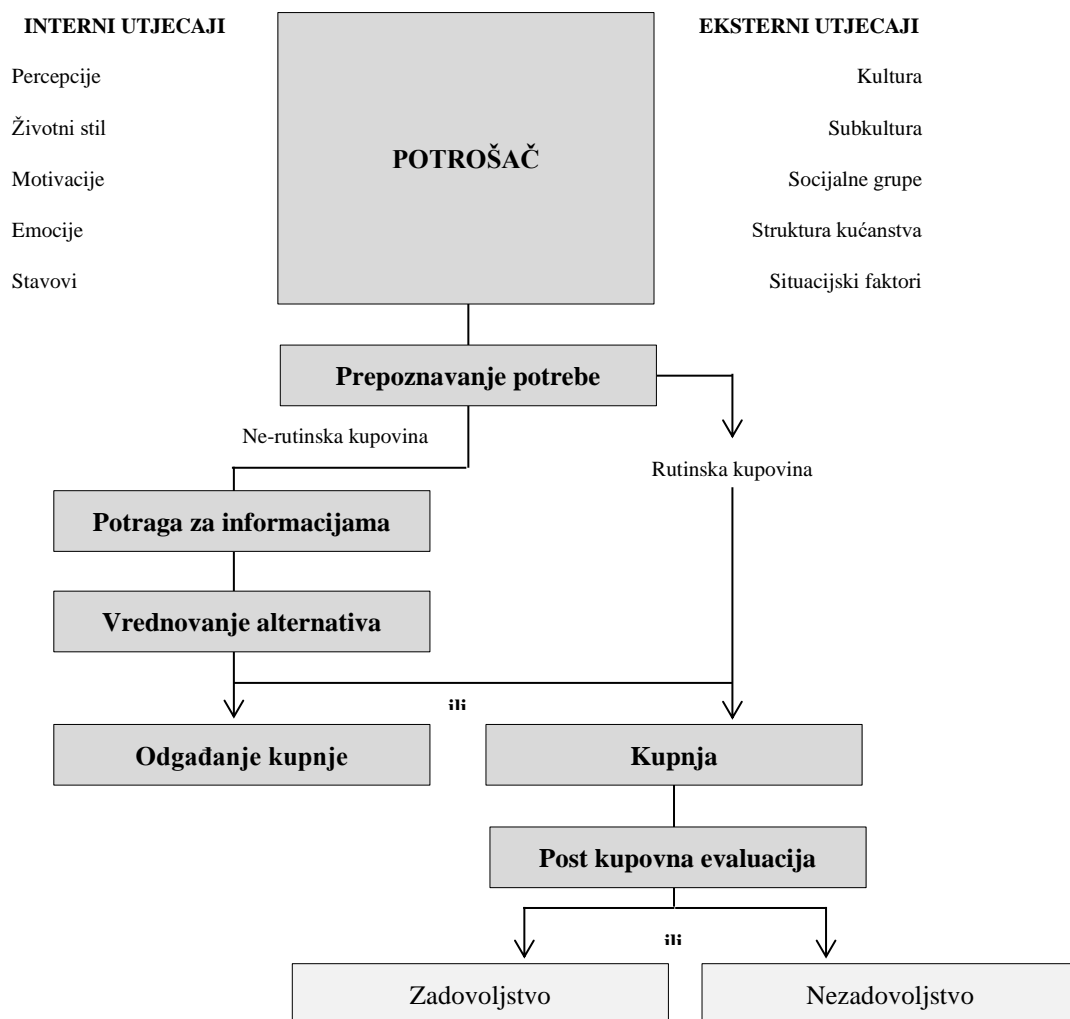 INTERNI UTJECAJI
EKSTERNI UTJECAJI
Percepcije
Kultura
Životni stil
Subkultura
POTROŠAČ
Motivacije
Socijalne grupe
Emocije
Struktura kućanstva
Stavovi
Situacijski faktori
Prepoznavanje potrebe
Ne-rutinska kupovina
Rutinska kupovina
Potraga za informacijama
Vrednovanje alternativa
ili
Odgađanje kupnje
Kupnja
Post kupovna evaluacija
ili
Zadovoljstvo
Nezadovoljstvo